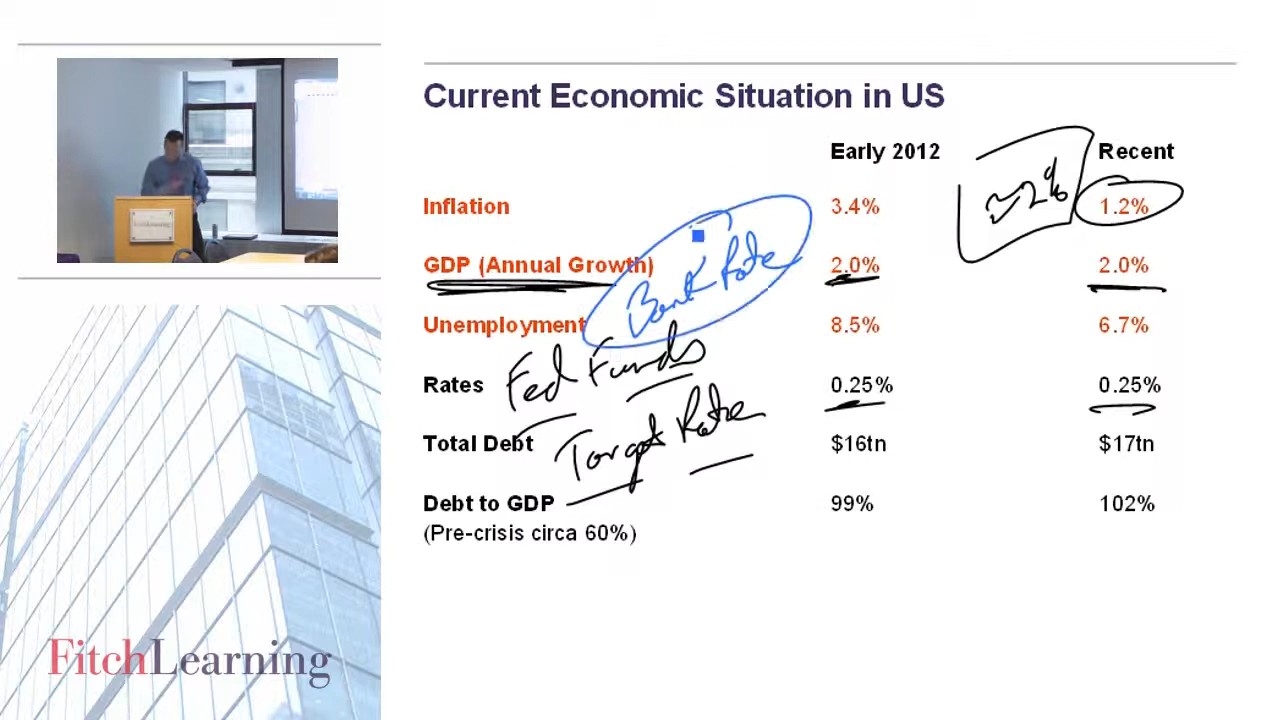 Current Economic Situation in US
Early 2012 Recent
≈2%
Inflation 3.4% 1.2%
GDP (Annual Growth) 2.0% 2.0%
Bank Rate
Unemployment 8.5% 6.7%
Fed Funds
Rates 0.25% 0.25%
Target Rate
Total Debt $16tn $17tn
Debt to GDP 99% 102%
(Pre-crisis circa 60%)
FitchLearning